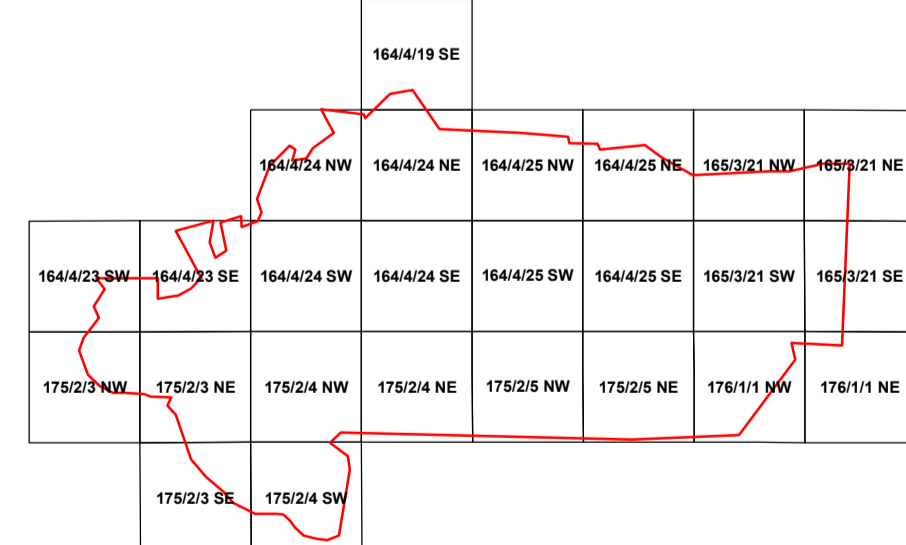 164/4/19 SE
164/4/24 NW
164/4/24 NE
164/4/25 NW
164/4/25 NE
165/3/21 NW
165/3/21 NE
164/4/23 SW
164/4/23 SE
164/4/24 SW
164/4/24 SE
164/4/25 SW
164/4/25 SE
165/3/21 SW
165/3/21 SE
175/2/3 NW
175/2/3 NE
175/2/4 NW
175/2/4 NE
175/2/5 NW
175/2/5 NE
176/1/1 NW
176/1/1 NE
175/2/3 SE
175/2/4 SW